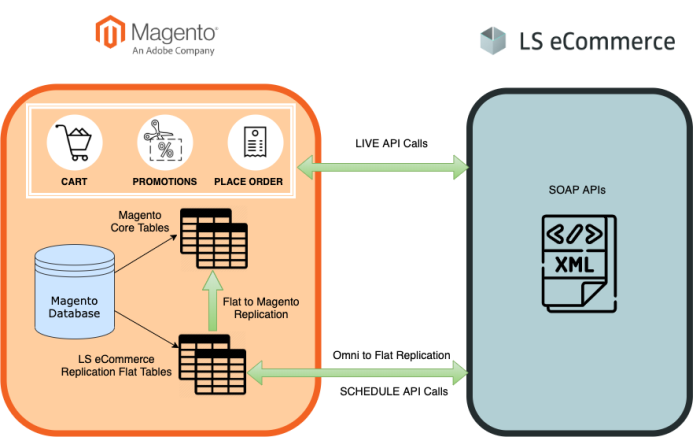 Magento
An Adobe Company
LS eCommerce
CART
PROMOTIONS
PLACE ORDER
LIVE API Calls
SOAP APIs
</>
XML
Magento
Core Tables
Magento
Database
Flat to Magento
Replication
LS eCommerce
Replication Flat Tables
Omni to Flat Replication
SCHEDULE API Calls
%